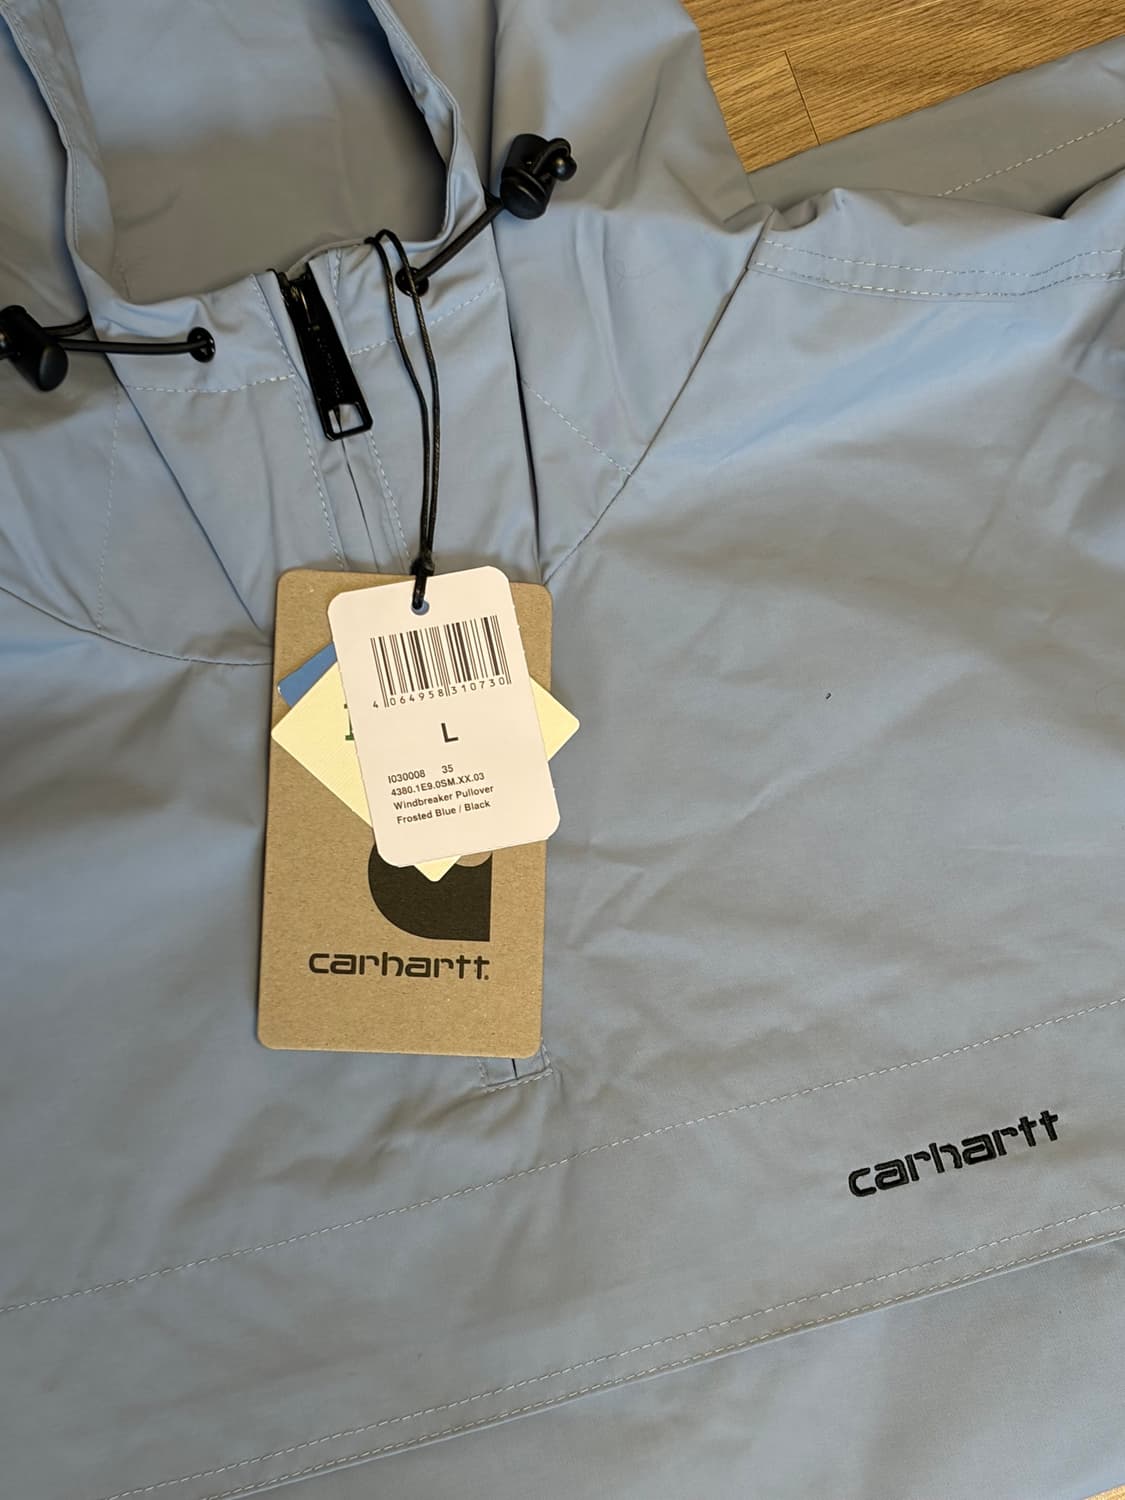 4 064958 310730
L
I030008 35
4380.1E9.0SM.XX.03
Windbreaker Pullover
Frosted Blue / Black
carhartt.
carhartt